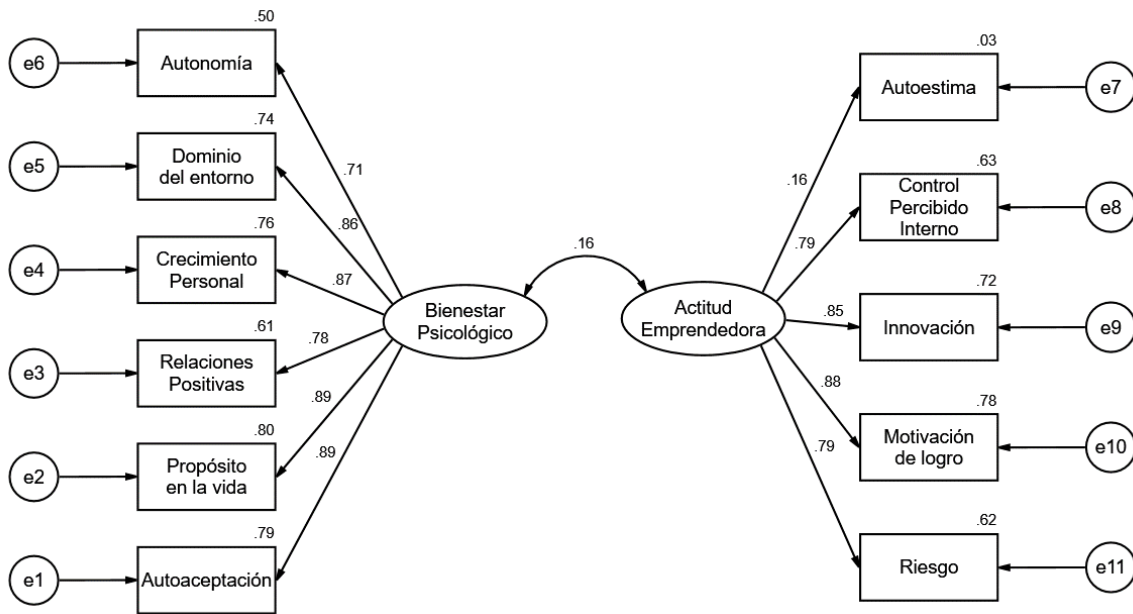 .50
e6
Autonomía
.74
e5
Dominio
del entorno
.76
e4
Crecimiento
Personal
.61
e3
Relaciones
Positivas
.80
e2
Propósito
en la vida
.79
e1
Autoaceptación
.71
.86
.87
.78
.89
.89
Bienestar
Psicológico
.16
Actitud
Emprendedora
.16
.79
.85
.88
.79
.03
Autoestima
e7
.63
Control
Percibido
Interno
e8
.72
Innovación
e9
.78
Motivación
de logro
e10
.62
Riesgo
e11